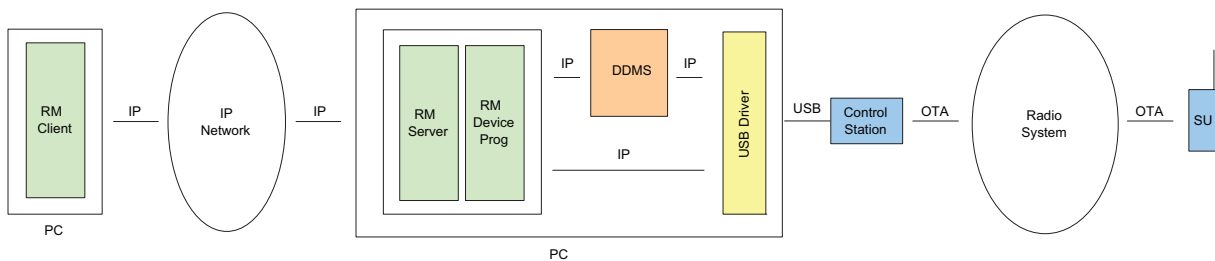 RM
Client
PC
IP
IP
Network
IP
RM
Server
RM
Device
Prog
IP
DDMS
IP
IP
USB Driver
PC
USB
Control
Station
OTA
Radio
System
OTA
SU